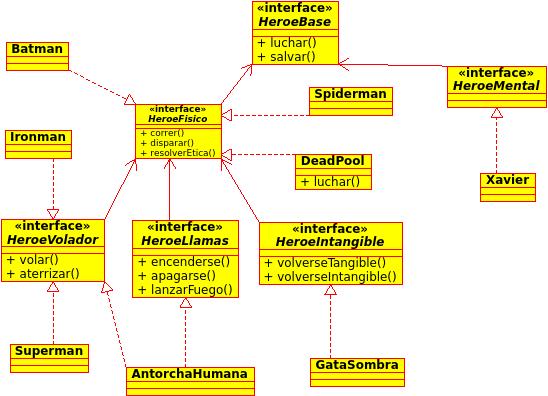 «interface»
HeroeBase
+ luchar()
+ salvar()
Batman
«interface»
HeroeMental
Spiderman
«interface»
HeroeFisico
+ correr()
+ disparar()
+ resolverEtica()
Ironman
DeadPool
+ luchar()
Xavier
«interface»
HeroeVolador
+ volar()
+ aterrizar()
«interface»
HeroeLlamas
+ encenderse()
+ apagarse()
+ lanzarFuego()
«interface»
HeroeIntangible
+ volverseTangible()
+ volverseIntangible()
Superman
AntorchaHumana
GataSombra